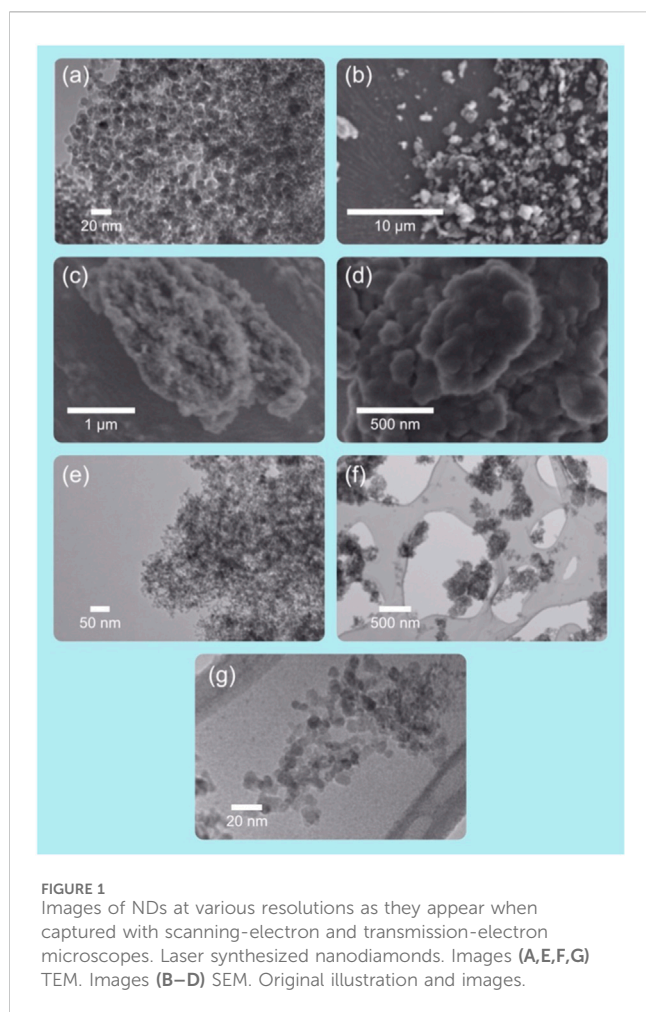 (a)
20 nm
(b)
10 µm
(c)
1 µm
(d)
500 nm
(e)
50 nm
(f)
500 nm
(g)
20 nm
FIGURE 1
Images of NDs at various resolutions as they appear when
captured with scanning-electron and transmission-electron
microscopes. Laser synthesized nanodiamonds. Images (A,E,F,G)
TEM. Images (B–D) SEM. Original illustration and images.